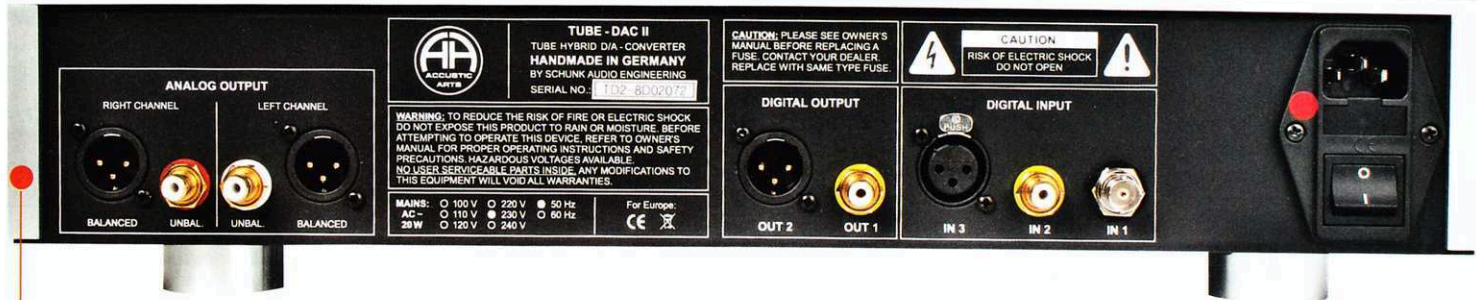 ANALOG OUTPUT
RIGHT CHANNEL
LEFT CHANNEL
BALANCED
UNBAL.
UNBAL.
BALANCED
AA
ACCUSTIC
ARTS
TUBE - DAC II
TUBE HYBRID D/A - CONVERTER
HANDMADE IN GERMANY
BY SCHUNK AUDIO ENGINEERING
SERIAL NO.: TD2-8D02072
WARNING: TO REDUCE THE RISK OF FIRE OR ELECTRIC SHOCK
DO NOT EXPOSE THIS PRODUCT TO RAIN OR MOISTURE. BEFORE
ATTEMPTING TO OPERATE THIS DEVICE, REFER TO OWNER'S
MANUAL FOR PROPER OPERATING INSTRUCTIONS AND SAFETY
PRECAUTIONS. HAZARDOUS VOLTAGES AVAILABLE.
NO USER SERVICEABLE PARTS INSIDE. ANY MODIFICATIONS TO
THIS EQUIPMENT WILL VOID ALL WARRANTIES.
MAINS: O 100 V O 220 V ● 50 Hz
AC ~ O 110 V ● 230 V O 60 Hz
20 W O 120 V O 240 V
For Europe:
CE
CAUTION: PLEASE SEE OWNER'S
MANUAL BEFORE REPLACING A
FUSE. CONTACT YOUR DEALER.
REPLACE WITH SAME TYPE FUSE.
CAUTION
RISK OF ELECTRIC SHOCK
DO NOT OPEN
DIGITAL OUTPUT
OUT 2
OUT 1
DIGITAL INPUT
PUSH
IN 3
IN 2
IN 1
CE
O
I